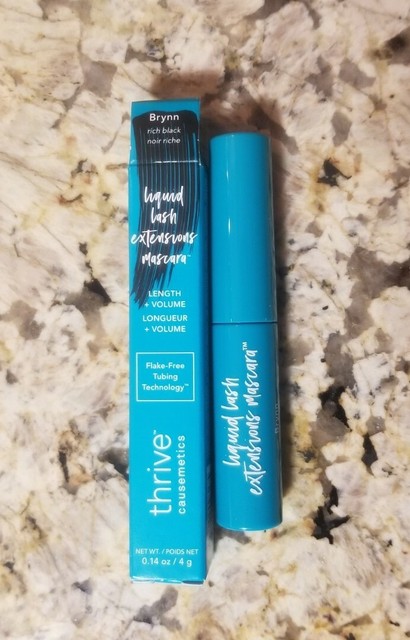 Brynn
rich black
noir riche
liquid
lash
extensions
mascara™
LENGTH
+ VOLUME
LONGUEUR
+ VOLUME
Flake-Free
Tubing
Technology™
thrive™
causemetics
NET WT. / POIDS NET
0.14 oz / 4 g
liquid lash
extensions mascara™